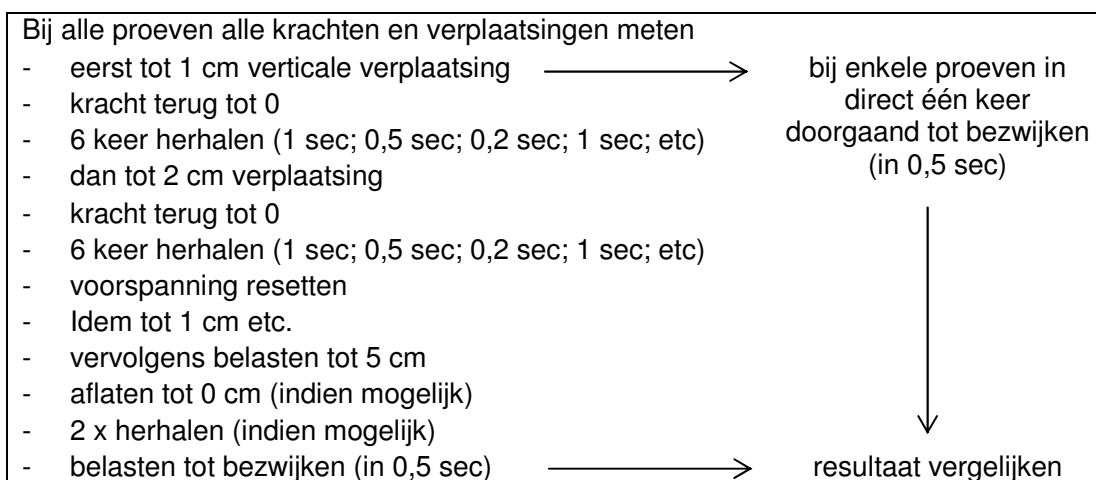 Bij alle proeven alle krachten en verplaatsingen meten
- eerst tot 1 cm verticale verplaatsing
- kracht terug tot 0
- 6 keer herhalen (1 sec; 0,5 sec; 0,2 sec; 1 sec; etc)
- dan tot 2 cm verplaatsing
- kracht terug tot 0
- 6 keer herhalen (1 sec; 0,5 sec; 0,2 sec; 1 sec; etc)
- voorspanning resetten
- Idem tot 1 cm etc.
- vervolgens belasten tot 5 cm
- aflaten tot 0 cm (indien mogelijk)
- 2 x herhalen (indien mogelijk)
- belasten tot bezwijken (in 0,5 sec)
bij enkele proeven in
direct één keer
doorgaand tot bezwijken
(in 0,5 sec)
resultaat vergelijken